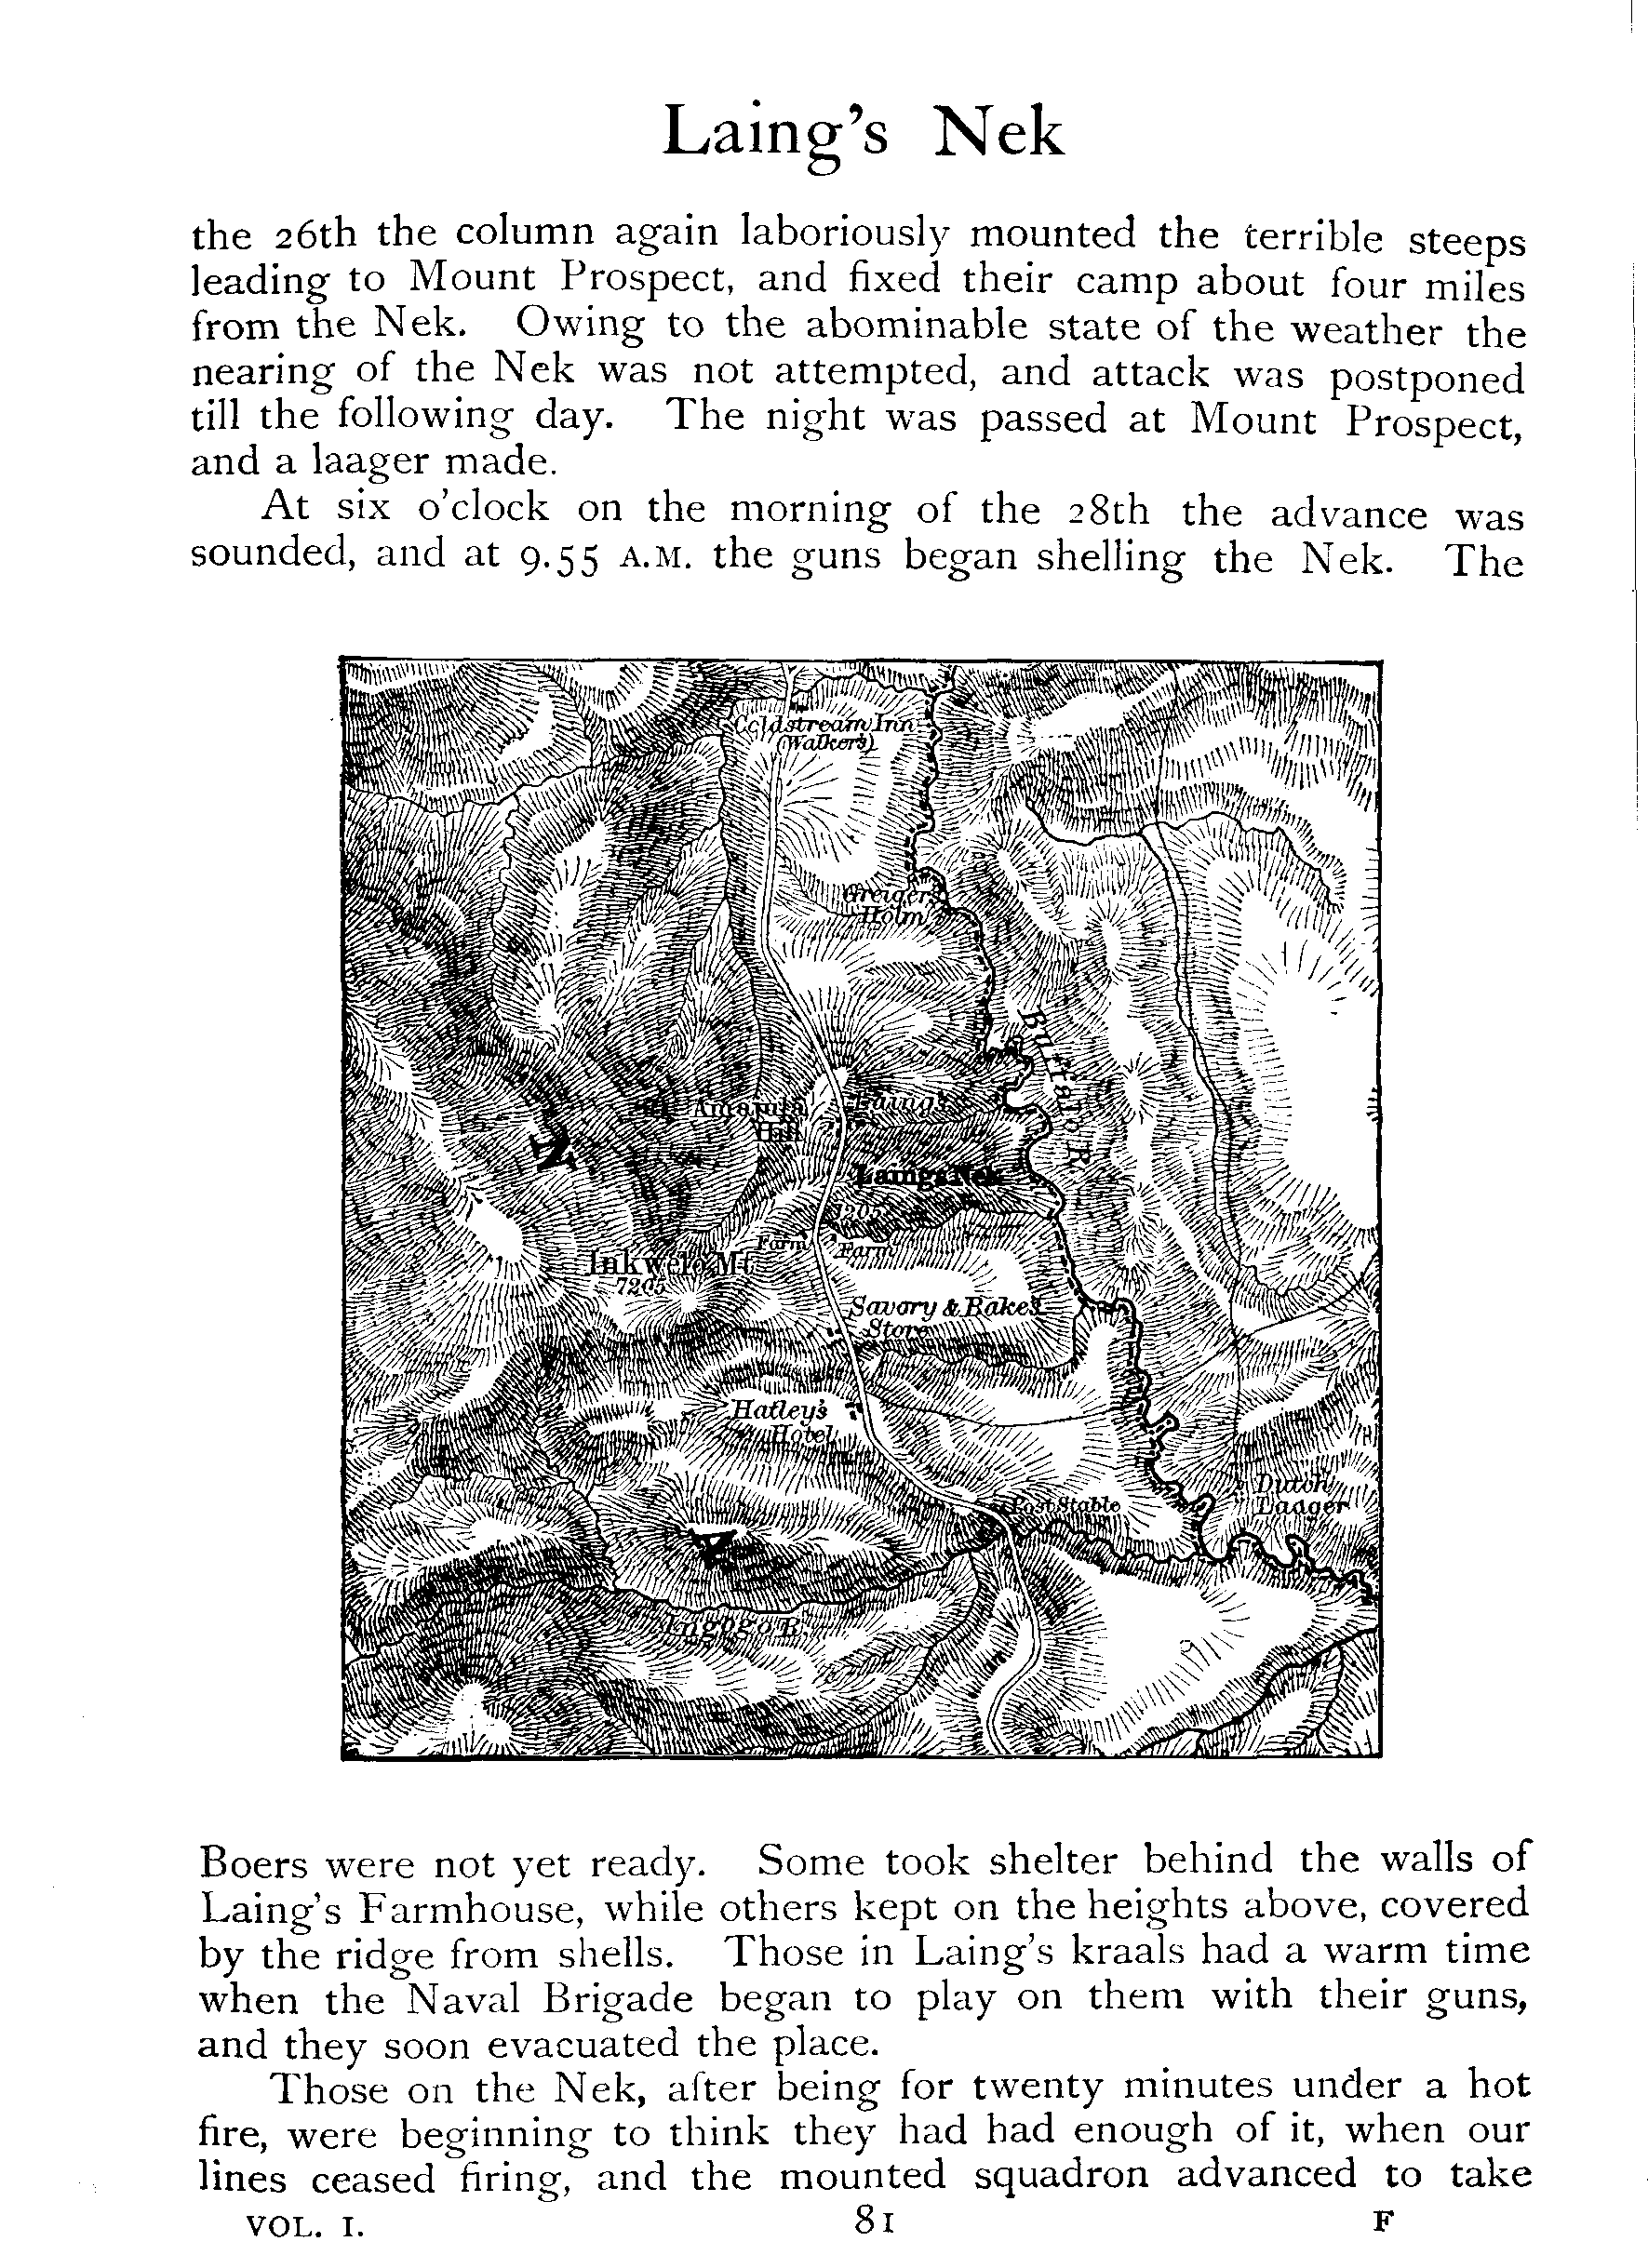 Laing's Nek
the 26th the column again laboriously mounted the terrible steeps
leading to Mount Prospect, and fixed their camp about four miles
from the Nek. Owing to the abominable state of the weather the
nearing of the Nek was not attempted, and attack was postponed
till the following day. The night was passed at Mount Prospect,
and a laager made.
At six o'clock on the morning of the 28th the advance was
sounded, and at 9.55 A.M. the guns began shelling the Nek. The
Coldstream Inn
(Walkers)
Greigers
Holm
Buffalo R.
Amajula
Hill
Laing's
Laings Nek
Farm
Farm
Inkwelo Mt.
7265
Savory & Bakes
Store
Hatley's
Hotel
Post Stable
Dutch
Laager
N
A
Ingogo R.
Boers were not yet ready. Some took shelter behind the walls of
Laing's Farmhouse, while others kept on the heights above, covered
by the ridge from shells. Those in Laing's kraals had a warm time
when the Naval Brigade began to play on them with their guns,
and they soon evacuated the place.
Those on the Nek, after being for twenty minutes under a hot
fire, were beginning to think they had had enough of it, when our
lines ceased firing, and the mounted squadron advanced to take
VOL. I. 81 F